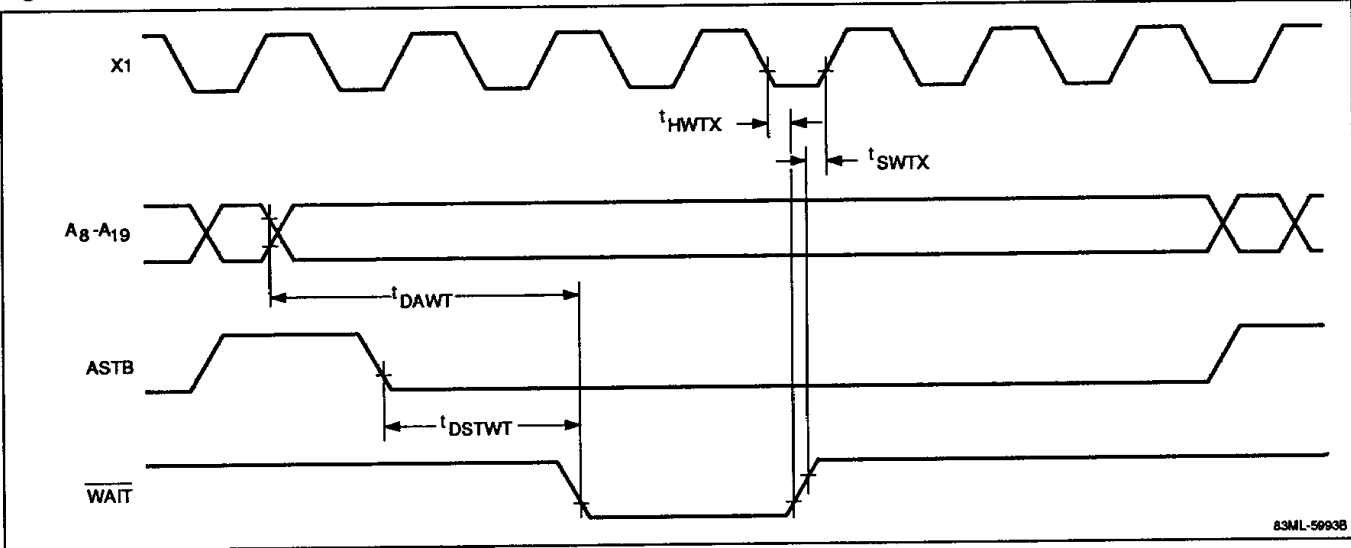 X1
tHWTX
tSWTX
A8-A19
tDAWT
ASTB
tDSTWT
WAIT
83ML-5993B